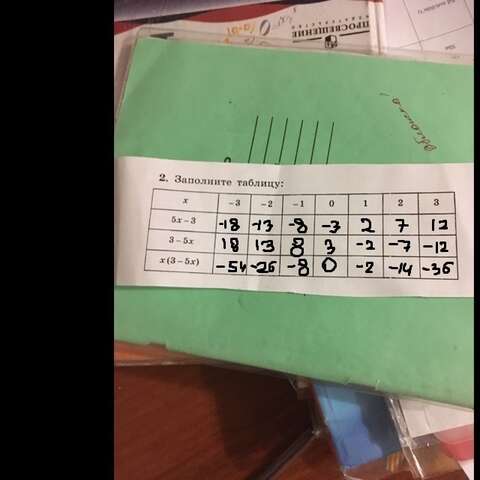 ПРОСВЕЩЕНИЕ
ИЗДАТЕЛЬСТВО
2. Заполните таблицу:
x −3 −2 −1 0 1 2 3
5x − 3 -18 -13 -8 -3 2 7 12
3 − 5x 18 13 8 3 -2 -7 -12
x (3 − 5x) -54 -26 -8 0 -2 -14 -36